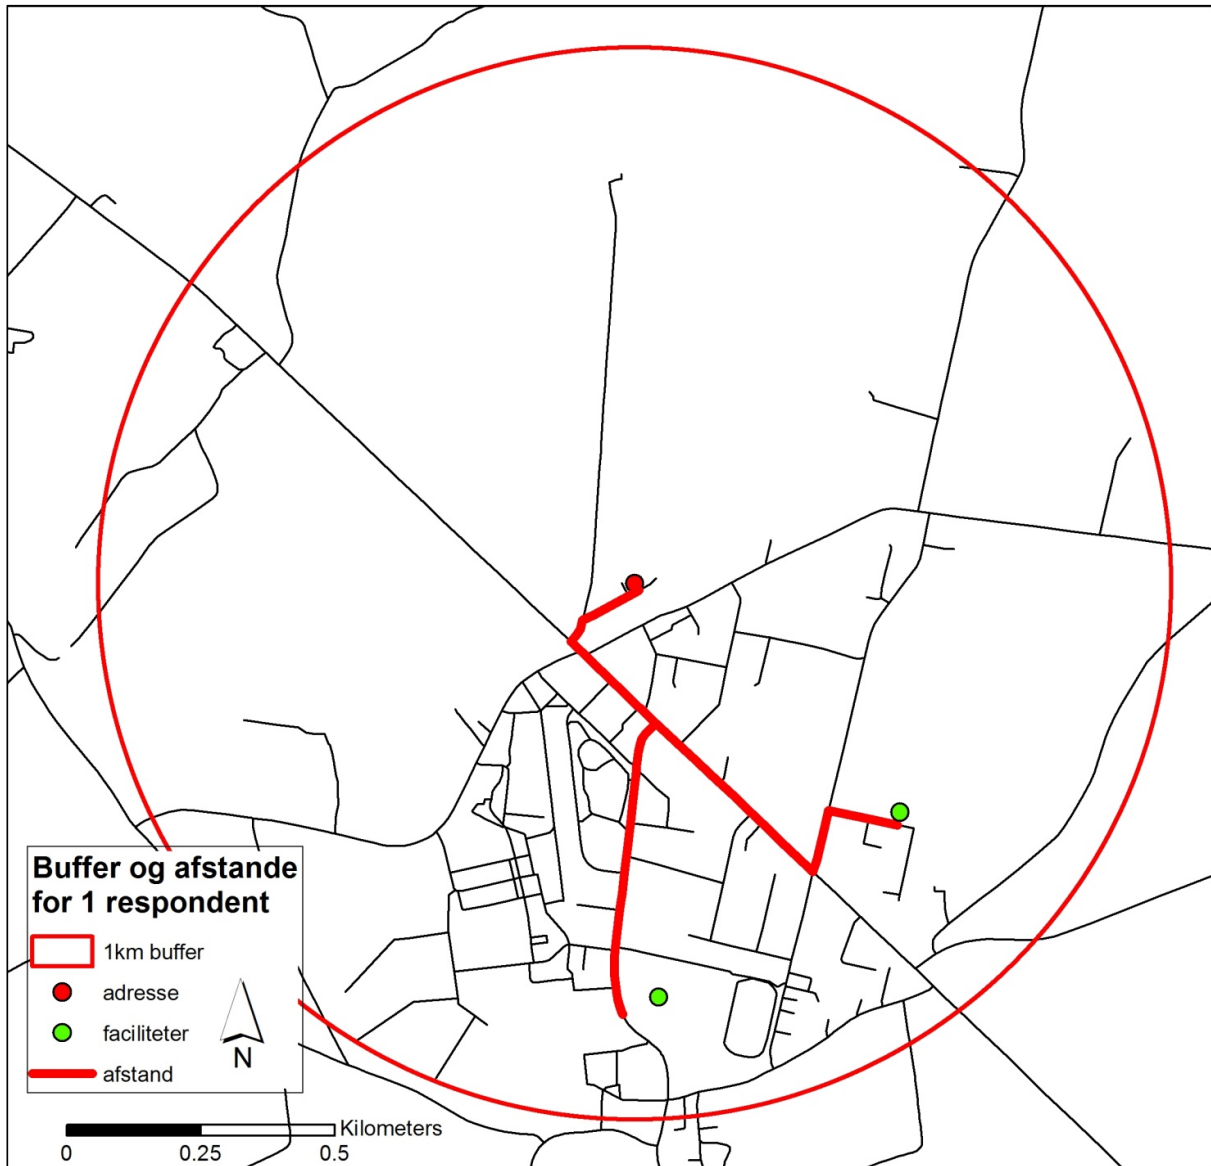 Buffer og afstande
for 1 respondent
1km buffer
adresse
faciliteter
afstand
N
Kilometers
0 0.25 0.5